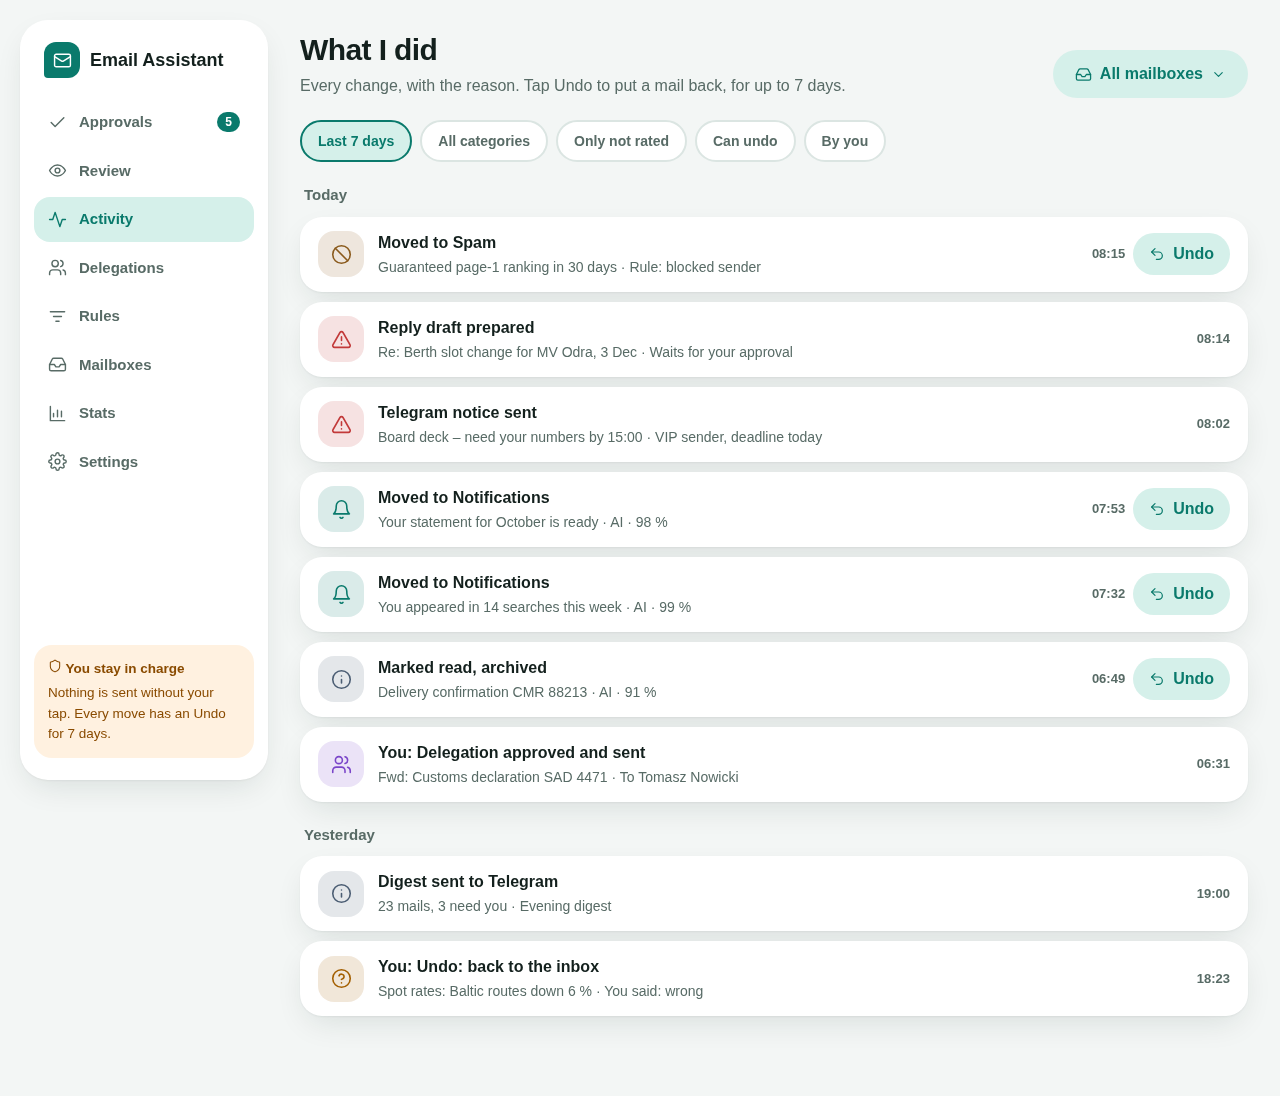 Email Assistant
Approvals 5
Review
Activity
Delegations
Rules
Mailboxes
Stats
Settings
You stay in charge
Nothing is sent without your
tap. Every move has an Undo
for 7 days.
What I did
Every change, with the reason. Tap Undo to put a mail back, for up to 7 days.
All mailboxes
Last 7 days
All categories
Only not rated
Can undo
By you
Today
Moved to Spam
Guaranteed page-1 ranking in 30 days · Rule: blocked sender
08:15
Undo
Reply draft prepared
Re: Berth slot change for MV Odra, 3 Dec · Waits for your approval
08:14
Telegram notice sent
Board deck – need your numbers by 15:00 · VIP sender, deadline today
08:02
Moved to Notifications
Your statement for October is ready · AI · 98 %
07:53
Undo
Moved to Notifications
You appeared in 14 searches this week · AI · 99 %
07:32
Undo
Marked read, archived
Delivery confirmation CMR 88213 · AI · 91 %
06:49
Undo
You: Delegation approved and sent
Fwd: Customs declaration SAD 4471 · To Tomasz Nowicki
06:31
Yesterday
Digest sent to Telegram
23 mails, 3 need you · Evening digest
19:00
You: Undo: back to the inbox
Spot rates: Baltic routes down 6 % · You said: wrong
18:23